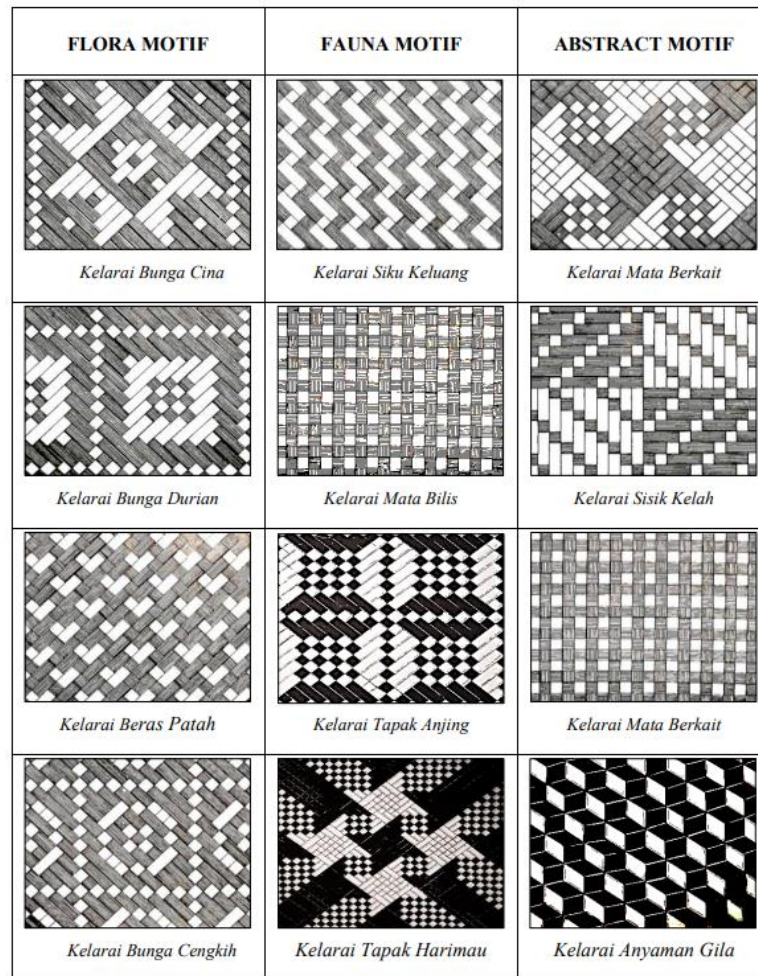 FLORA MOTIF FAUNA MOTIF ABSTRACT MOTIF
Kelarai Bunga Cina Kelarai Siku Keluang Kelarai Mata Berkait
Kelarai Bunga Durian Kelarai Mata Bilis Kelarai Sisik Kelah
Kelarai Beras Patah Kelarai Tapak Anjing Kelarai Mata Berkait
Kelarai Bunga Cengkih Kelarai Tapak Harimau Kelarai Anyaman Gila